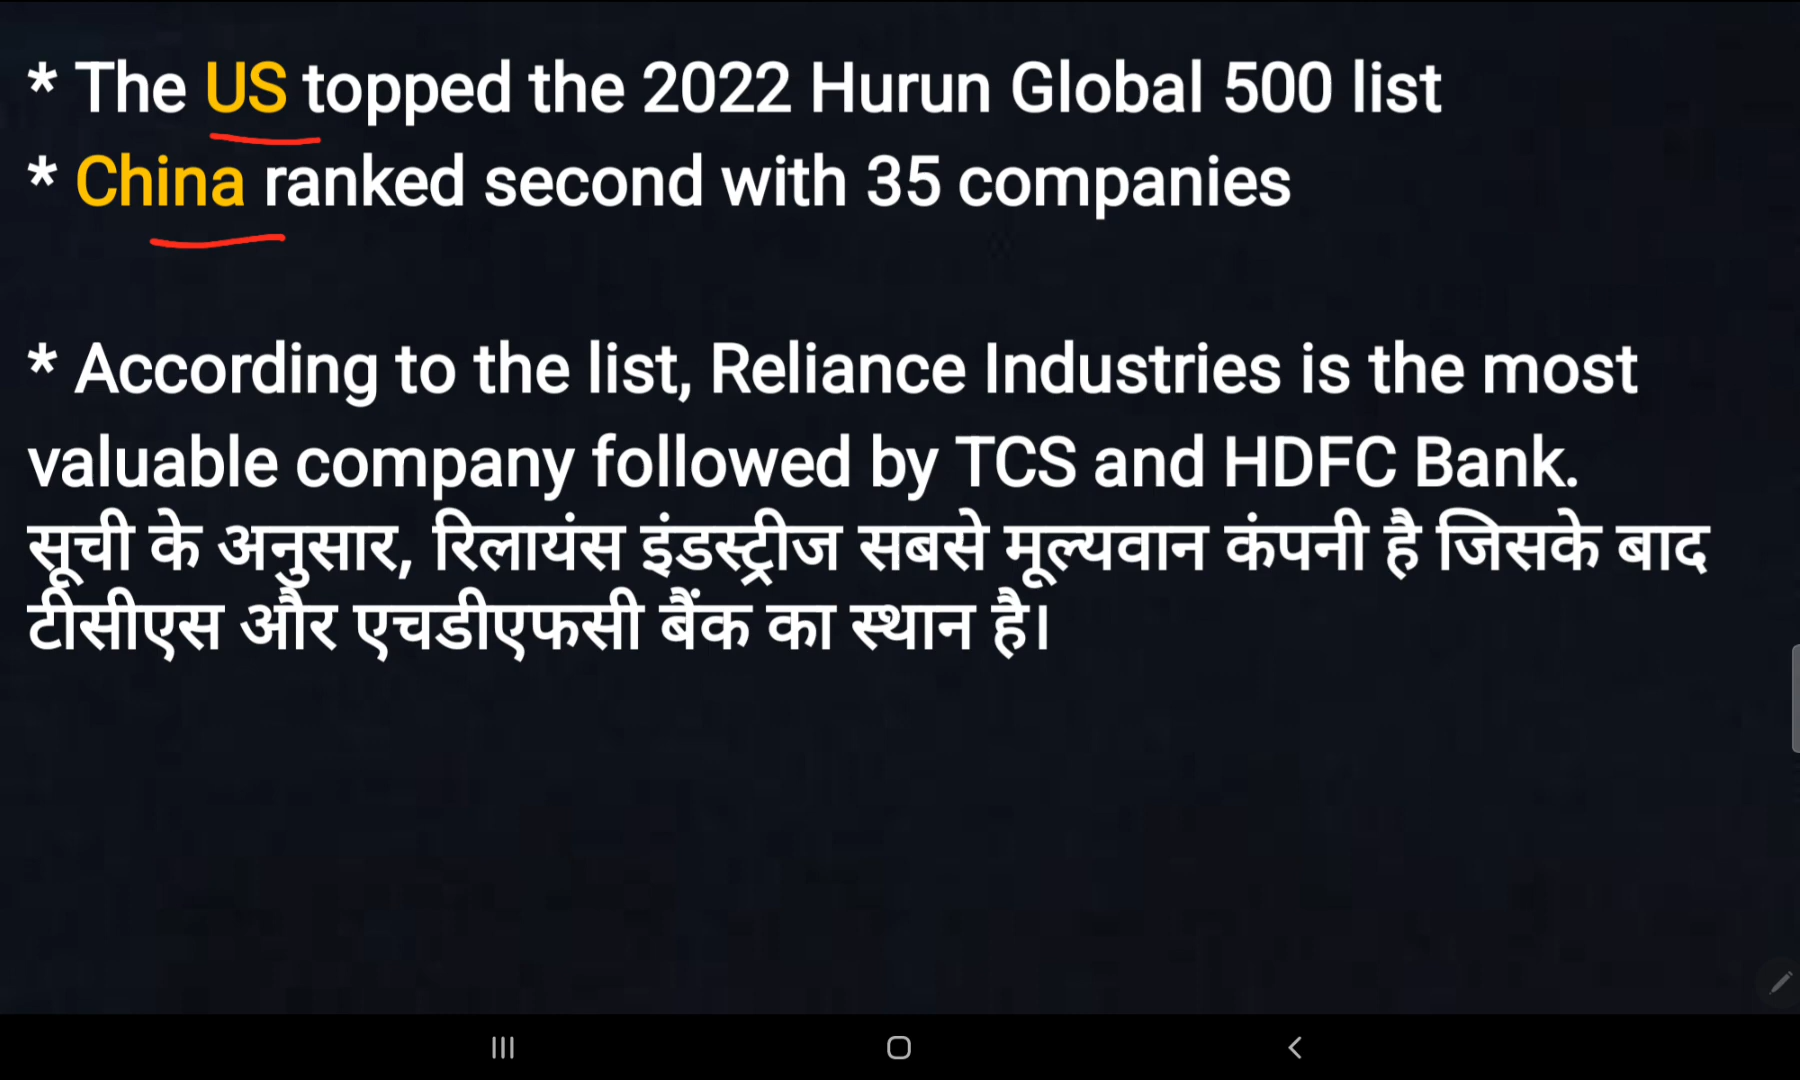 * The US topped the 2022 Hurun Global 500 list
* China ranked second with 35 companies
* According to the list, Reliance Industries is the most
valuable company followed by TCS and HDFC Bank.
सूची के अनुसार, रिलायंस इंडस्ट्रीज सबसे मूल्यवान कंपनी है जिसके बाद
टीसीएस और एचडीएफसी बैंक का स्थान है।